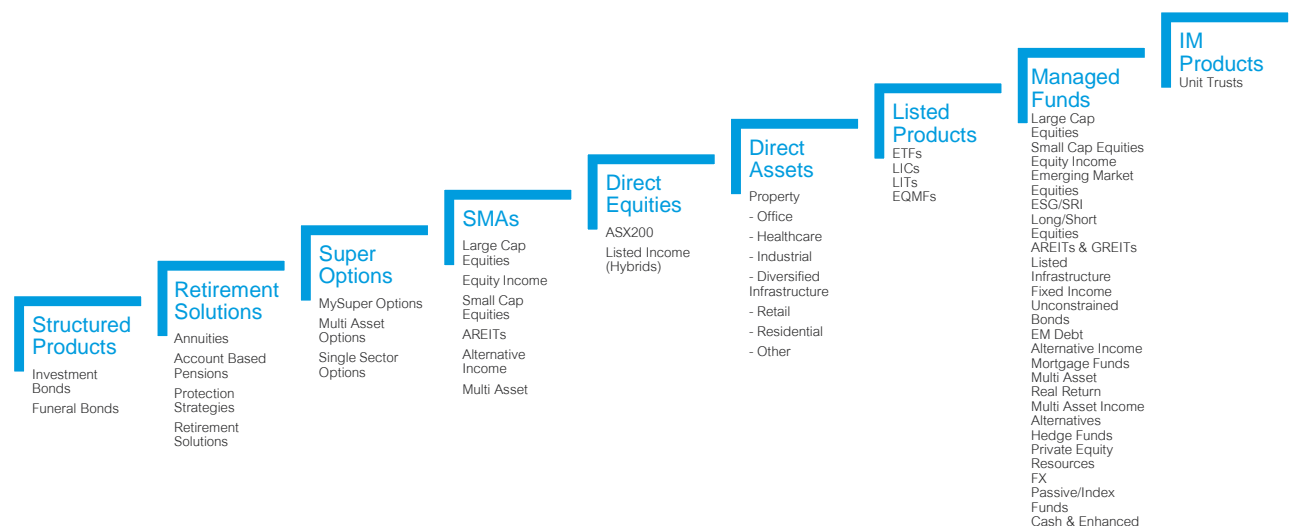 Structured
Products
Investment
Bonds
Funeral Bonds
Retirement
Solutions
Annuities
Account Based
Pensions
Protection
Strategies
Retirement
Solutions
Super
Options
MySuper Options
Multi Asset
Options
Single Sector
Options
SMAs
Large Cap
Equities
Equity Income
Small Cap
Equities
AREITs
Alternative
Income
Multi Asset
Direct
Equities
ASX200
Listed Income
(Hybrids)
Direct
Assets
Property
- Office
- Healthcare
- Industrial
- Diversified
Infrastructure
- Retail
- Residential
- Other
Listed
Products
ETFs
LICs
LITs
EQMFs
Managed
Funds
Large Cap
Equities
Small Cap Equities
Equity Income
Emerging Market
Equities
ESG/SRI
Long/Short
Equities
AREITs & GREITs
Listed
Infrastructure
Fixed Income
Unconstrained
Bonds
EM Debt
Alternative Income
Mortgage Funds
Multi Asset
Real Return
Multi Asset Income
Alternatives
Hedge Funds
Private Equity
Resources
FX
Passive/Index
Funds
Cash & Enhanced
IM
Products
Unit Trusts